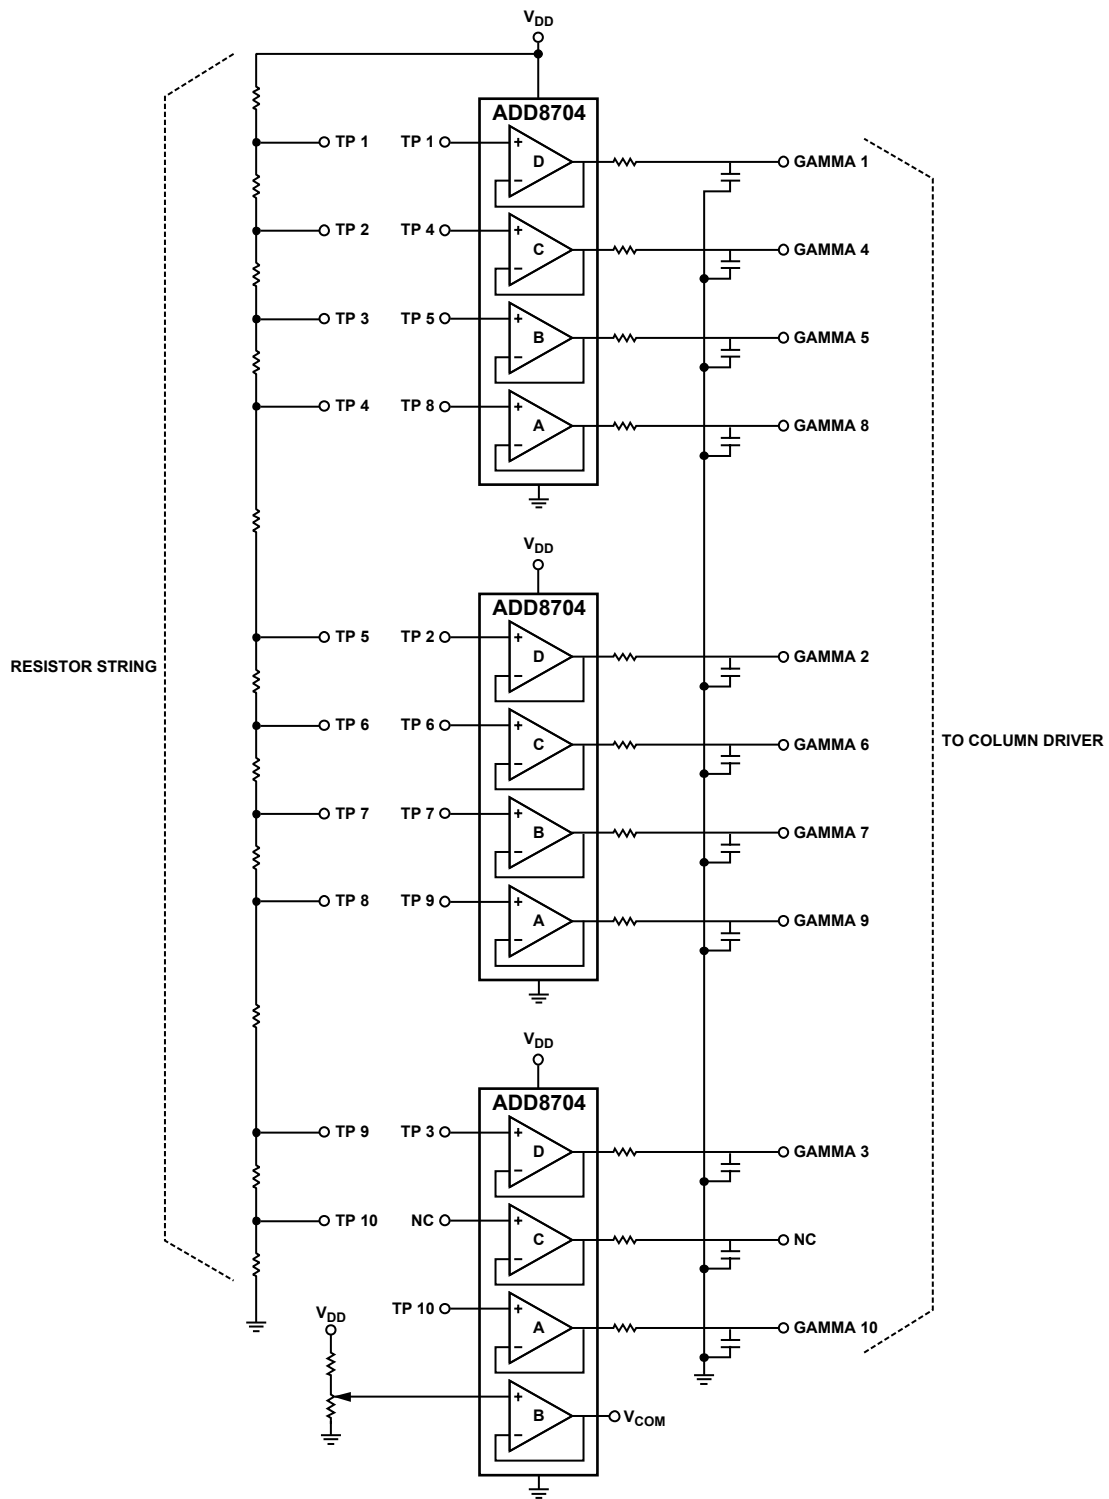 VDD
ADD8704
TP 1 TP 1 + D − GAMMA 1
TP 2 TP 4 + C − GAMMA 4
TP 3 TP 5 + B − GAMMA 5
TP 4 TP 8 + A − GAMMA 8
VDD
ADD8704
TP 5 TP 2 + D − GAMMA 2
RESISTOR STRING
TP 6 TP 6 + C − GAMMA 6
TO COLUMN DRIVER
TP 7 TP 7 + B − GAMMA 7
TP 8 TP 9 + A − GAMMA 9
VDD
ADD8704
TP 9 TP 3 + D − GAMMA 3
TP 10 NC + C − NC
TP 10 + A − GAMMA 10
VDD
+ B − VCOM